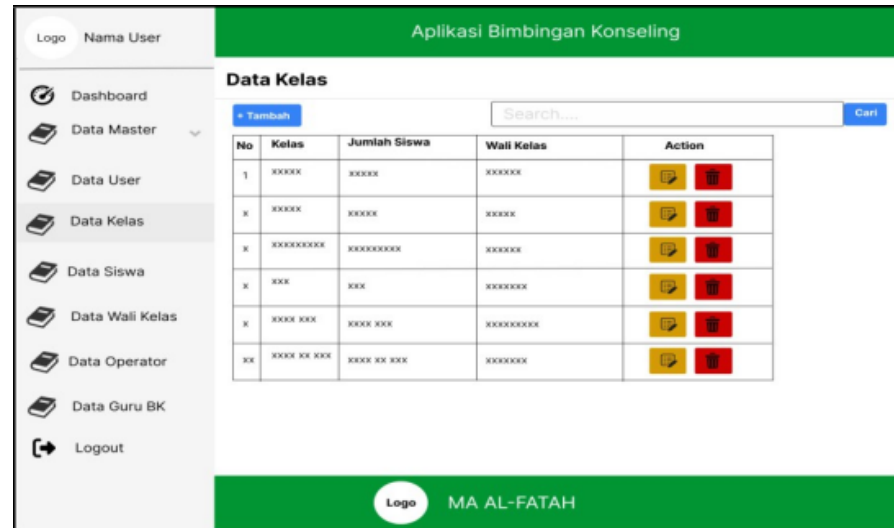 Logo Nama User
Aplikasi Bimbingan Konseling
Dashboard
Data Master
Data User
Data Kelas
Data Siswa
Data Wali Kelas
Data Operator
Data Guru BK
Logout
Data Kelas
+ Tambah Search.... Cari
No Kelas Jumlah Siswa Wali Kelas Action
1 xxxxx xxxxx xxxxxx
x xxxxx xxxxx xxxxx
x xxxxxxxxx xxxxxxxxx xxxxxx
x xxx xxx xxxxxxx
x xxxx xxx xxxx xxx xxxxxxxxx
xx xxxx xx xxx xxxx xx xxx xxxxxxx
Logo MA AL-FATAH